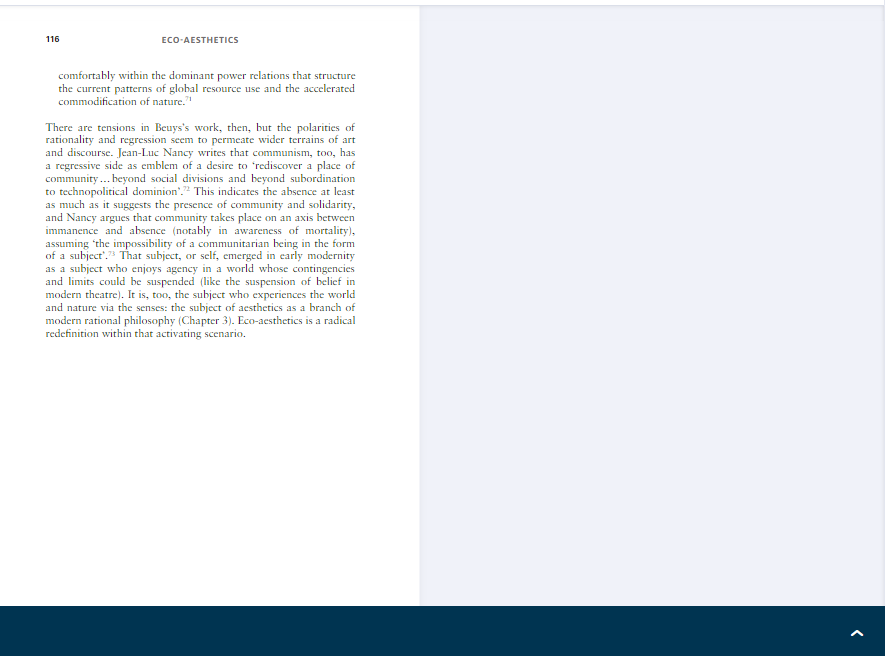 116
ECO-AESTHETICS
comfortably within the dominant power relations that structure
the current patterns of global resource use and the accelerated
commodification of nature.71
There are tensions in Beuys's work, then, but the polarities of
rationality and regression seem to permeate wider terrains of art
and discourse. Jean-Luc Nancy writes that communism, too, has
a regressive side as emblem of a desire to 'rediscover a place of
community…beyond social divisions and beyond subordination
to technopolitical dominion'.72 This indicates the absence at least
as much as it suggests the presence of community and solidarity,
and Nancy argues that community takes place on an axis between
immanence and absence (notably in awareness of mortality),
assuming 'the impossibility of a communitarian being in the form
of a subject'.73 That subject, or self, emerged in early modernity
as a subject who enjoys agency in a world whose contingencies
and limits could be suspended (like the suspension of belief in
modern theatre). It is, too, the subject who experiences the world
and nature via the senses: the subject of aesthetics as a branch of
modern rational philosophy (Chapter 3). Eco-aesthetics is a radical
redefinition within that activating scenario.